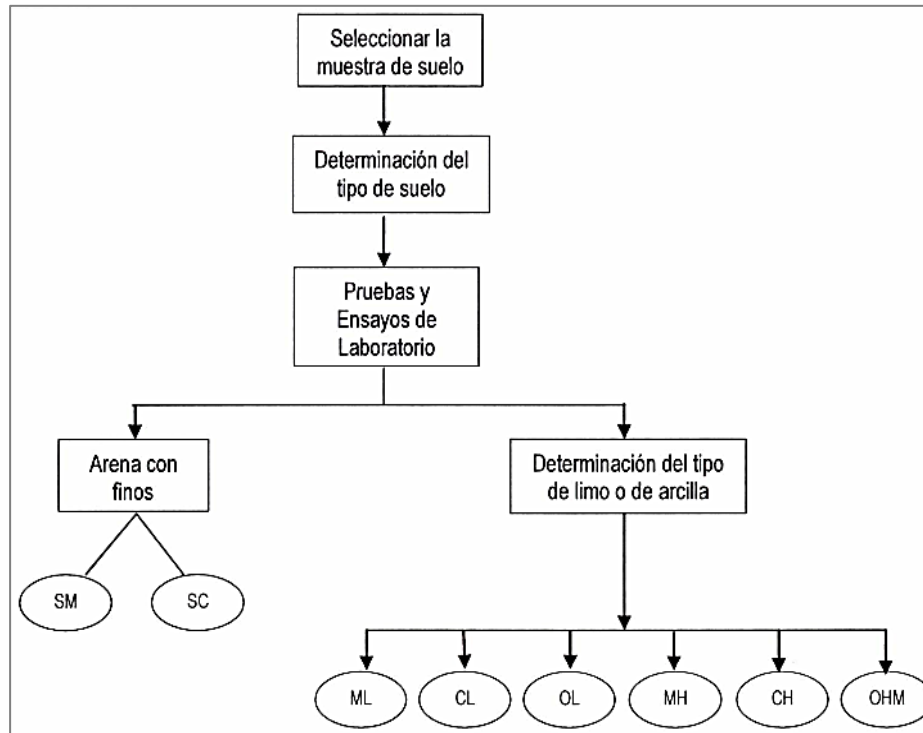 Seleccionar la
muestra de suelo
Determinación del
tipo de suelo
Pruebas y
Ensayos de
Laboratorio
Arena con
finos
Determinación del tipo
de limo o de arcilla
SM
SC
ML
CL
OL
MH
CH
OHM